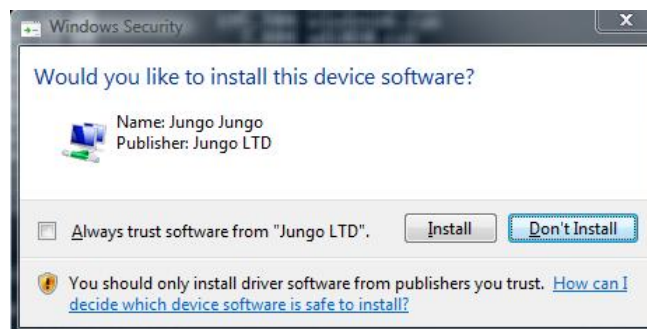 Windows Security
X
Would you like to install this device software?
Name: Jungo Jungo
Publisher: Jungo LTD
Always trust software from "Jungo LTD".
Install
Don't Install
You should only install driver software from publishers you trust. How can I
decide which device software is safe to install?